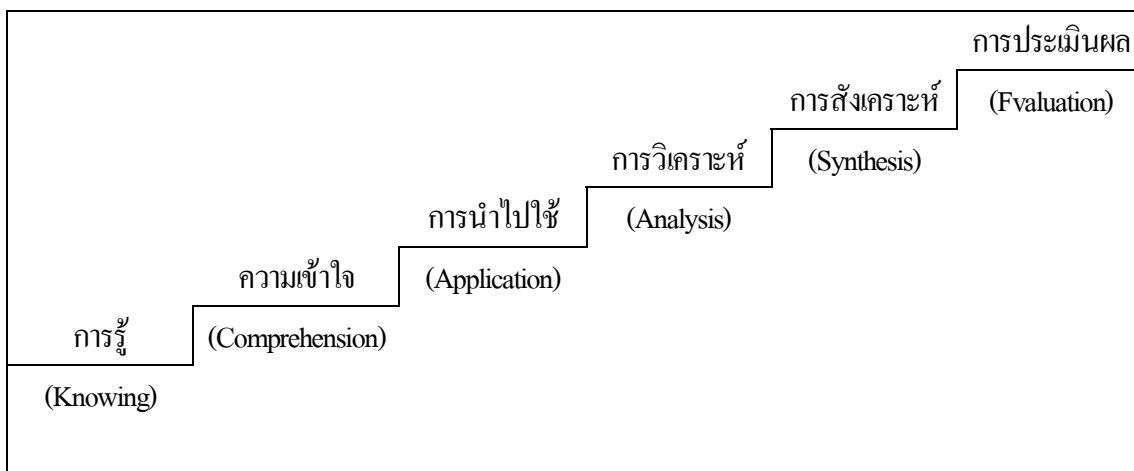 การประเมินผล
การสังเคราะห์
(Fvaluation)
การวิเคราะห์
(Synthesis)
การนำไปใช้
(Analysis)
ความเข้าใจ
(Application)
การรู้
(Comprehension)
(Knowing)